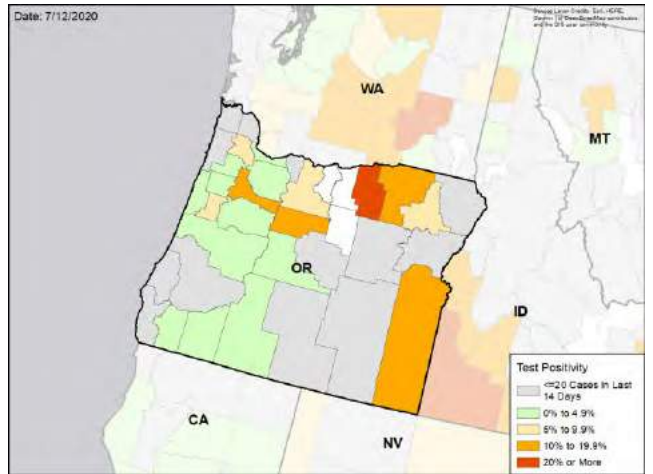 Date: 7/12/2020
WA
MT
OR
ID
CA
NV
Test Positivity
<=20 Cases in Last
14 Days
0% to 4.9%
5% to 9.9%
10% to 19.9%
20% or More